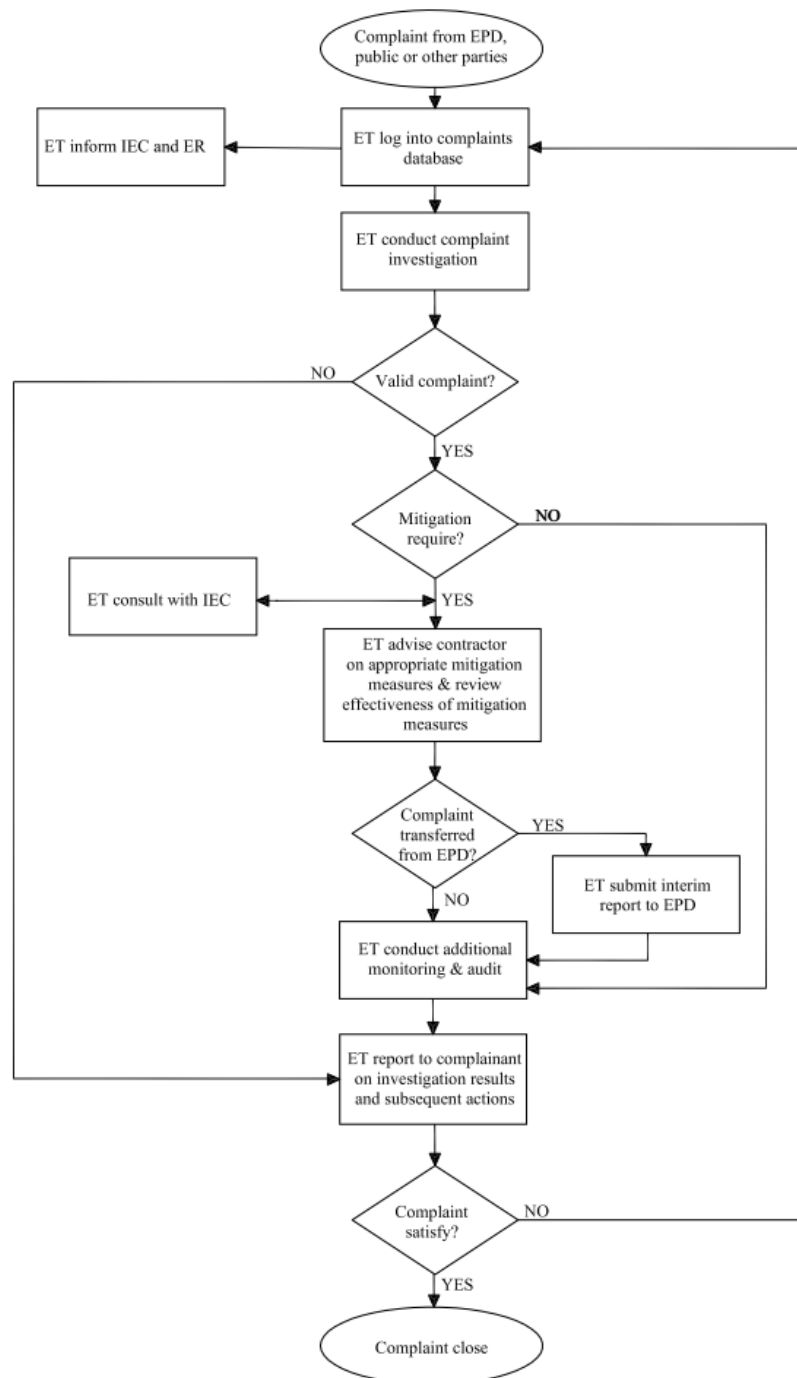 Complaint from EPD,
public or other parties
ET inform IEC and ER
ET log into complaints
database
ET conduct complaint
investigation
NO
Valid complaint?
YES
Mitigation
require?
NO
ET consult with IEC
YES
ET advise contractor
on appropriate mitigation
measures & review
effectiveness of mitigation
measures
Complaint
transferred
from EPD?
YES
ET submit interim
report to EPD
NO
ET conduct additional
monitoring & audit
ET report to complainant
on investigation results
and subsequent actions
Complaint
satisfy?
NO
YES
Complaint close